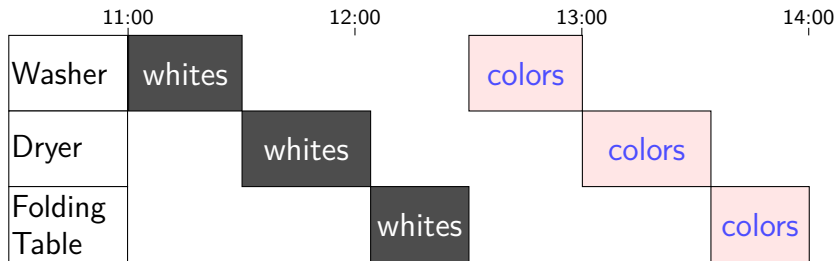 11:00 12:00 13:00 14:00
Washer whites colors
Dryer whites colors
Folding
Table
whites colors